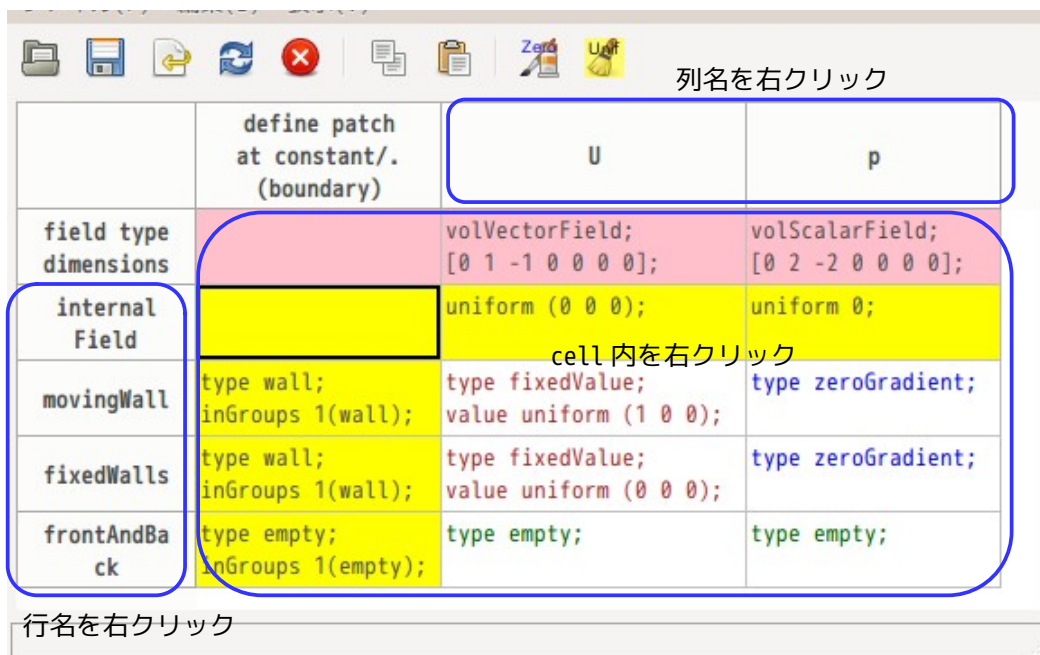 Zero
Unif
列名を右クリック
define patch
at constant/.
(boundary)
U
p
field type
dimensions
volVectorField;
[0 1 -1 0 0 0 0];
volScalarField;
[0 2 -2 0 0 0 0];
internal
Field
uniform (0 0 0);
uniform 0;
cell 内を右クリック
movingWall
type wall;
inGroups 1(wall);
type fixedValue;
value uniform (1 0 0);
type zeroGradient;
fixedWalls
type wall;
inGroups 1(wall);
type fixedValue;
value uniform (0 0 0);
type zeroGradient;
frontAndBa
ck
type empty;
inGroups 1(empty);
type empty;
type empty;
行名を右クリック